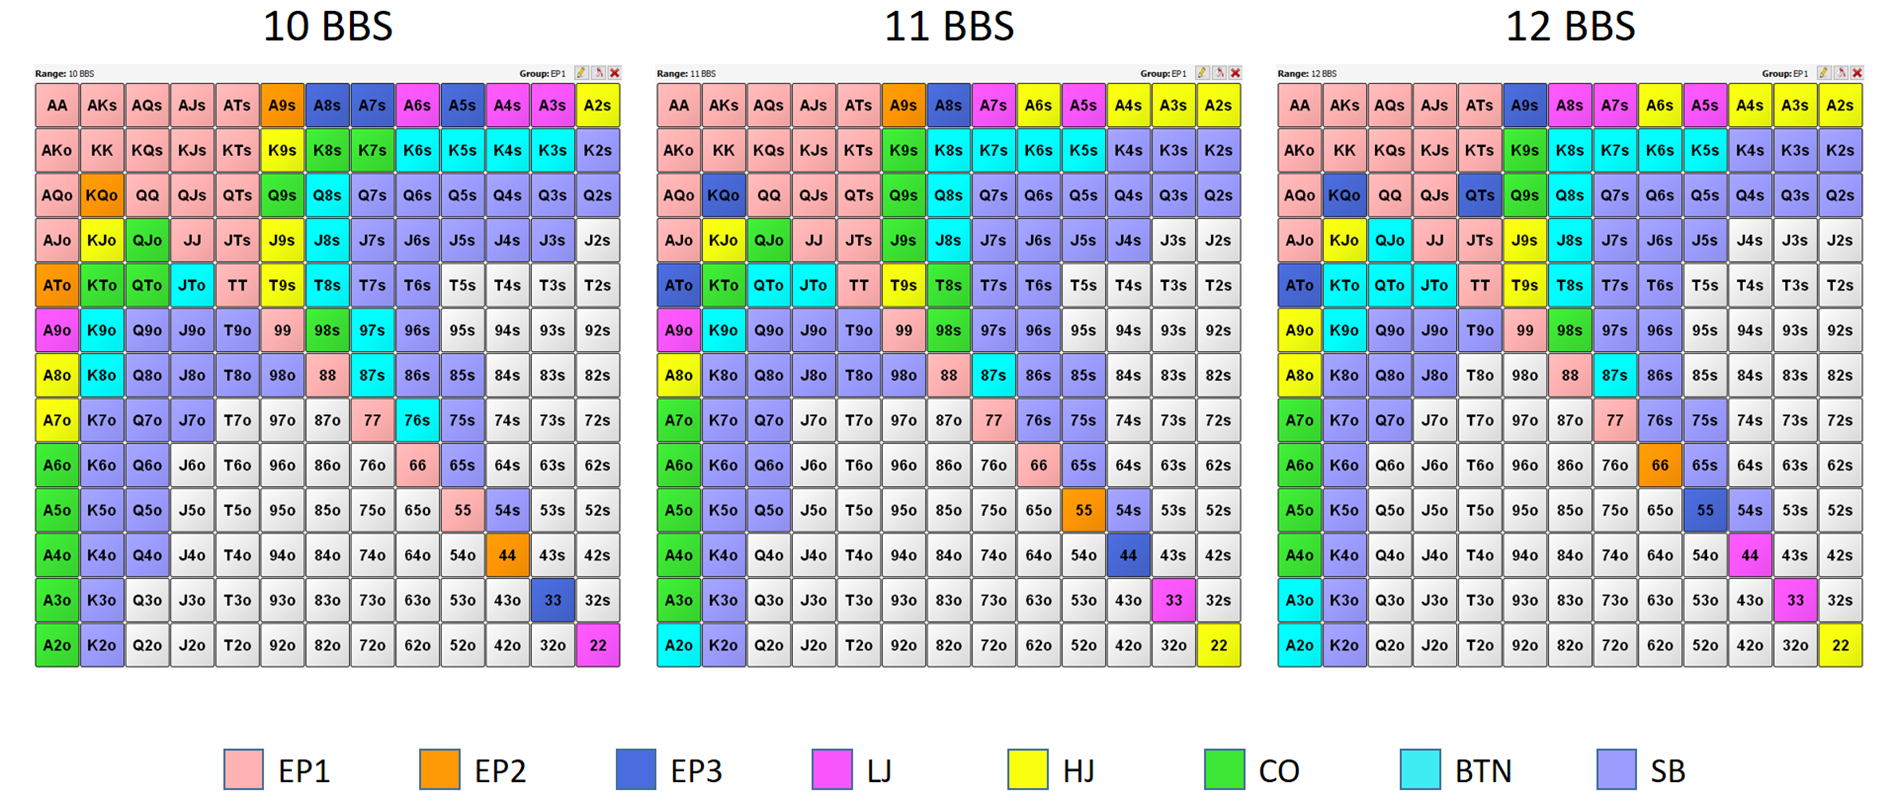 10 BBS 11 BBS 12 BBS
Range: 10 BBS Group: EP1 Range: 11 BBS Group: EP1 Range: 12 BBS Group: EP1
AA AKs AQs AJs ATs A9s A8s A7s A6s A5s A4s A3s A2s AA AKs AQs AJs ATs A9s A8s A7s A6s A5s A4s A3s A2s AA AKs AQs AJs ATs A9s A8s A7s A6s A5s A4s A3s A2s
AKo KK KQs KJs KTs K9s K8s K7s K6s K5s K4s K3s K2s AKo KK KQs KJs KTs K9s K8s K7s K6s K5s K4s K3s K2s AKo KK KQs KJs KTs K9s K8s K7s K6s K5s K4s K3s K2s
AQo KQo QQ QJs QTs Q9s Q8s Q7s Q6s Q5s Q4s Q3s Q2s AQo KQo QQ QJs QTs Q9s Q8s Q7s Q6s Q5s Q4s Q3s Q2s AQo KQo QQ QJs QTs Q9s Q8s Q7s Q6s Q5s Q4s Q3s Q2s
AJo KJo QJo JJ JTs J9s J8s J7s J6s J5s J4s J3s J2s AJo KJo QJo JJ JTs J9s J8s J7s J6s J5s J4s J3s J2s AJo KJo QJo JJ JTs J9s J8s J7s J6s J5s J4s J3s J2s
ATo KTo QTo JTo TT T9s T8s T7s T6s T5s T4s T3s T2s ATo KTo QTo JTo TT T9s T8s T7s T6s T5s T4s T3s T2s ATo KTo QTo JTo TT T9s T8s T7s T6s T5s T4s T3s T2s
A9o K9o Q9o J9o T9o 99 98s 97s 96s 95s 94s 93s 92s A9o K9o Q9o J9o T9o 99 98s 97s 96s 95s 94s 93s 92s A9o K9o Q9o J9o T9o 99 98s 97s 96s 95s 94s 93s 92s
A8o K8o Q8o J8o T8o 98o 88 87s 86s 85s 84s 83s 82s A8o K8o Q8o J8o T8o 98o 88 87s 86s 85s 84s 83s 82s A8o K8o Q8o J8o T8o 98o 88 87s 86s 85s 84s 83s 82s
A7o K7o Q7o J7o T7o 97o 87o 77 76s 75s 74s 73s 72s A7o K7o Q7o J7o T7o 97o 87o 77 76s 75s 74s 73s 72s A7o K7o Q7o J7o T7o 97o 87o 77 76s 75s 74s 73s 72s
A6o K6o Q6o J6o T6o 96o 86o 76o 66 65s 64s 63s 62s A6o K6o Q6o J6o T6o 96o 86o 76o 66 65s 64s 63s 62s A6o K6o Q6o J6o T6o 96o 86o 76o 66 65s 64s 63s 62s
A5o K5o Q5o J5o T5o 95o 85o 75o 65o 55 54s 53s 52s A5o K5o Q5o J5o T5o 95o 85o 75o 65o 55 54s 53s 52s A5o K5o Q5o J5o T5o 95o 85o 75o 65o 55 54s 53s 52s
A4o K4o Q4o J4o T4o 94o 84o 74o 64o 54o 44 43s 42s A4o K4o Q4o J4o T4o 94o 84o 74o 64o 54o 44 43s 42s A4o K4o Q4o J4o T4o 94o 84o 74o 64o 54o 44 43s 42s
A3o K3o Q3o J3o T3o 93o 83o 73o 63o 53o 43o 33 32s A3o K3o Q3o J3o T3o 93o 83o 73o 63o 53o 43o 33 32s A3o K3o Q3o J3o T3o 93o 83o 73o 63o 53o 43o 33 32s
A2o K2o Q2o J2o T2o 92o 82o 72o 62o 52o 42o 32o 22 A2o K2o Q2o J2o T2o 92o 82o 72o 62o 52o 42o 32o 22 A2o K2o Q2o J2o T2o 92o 82o 72o 62o 52o 42o 32o 22
EP1 EP2 EP3 LJ HJ CO BTN SB